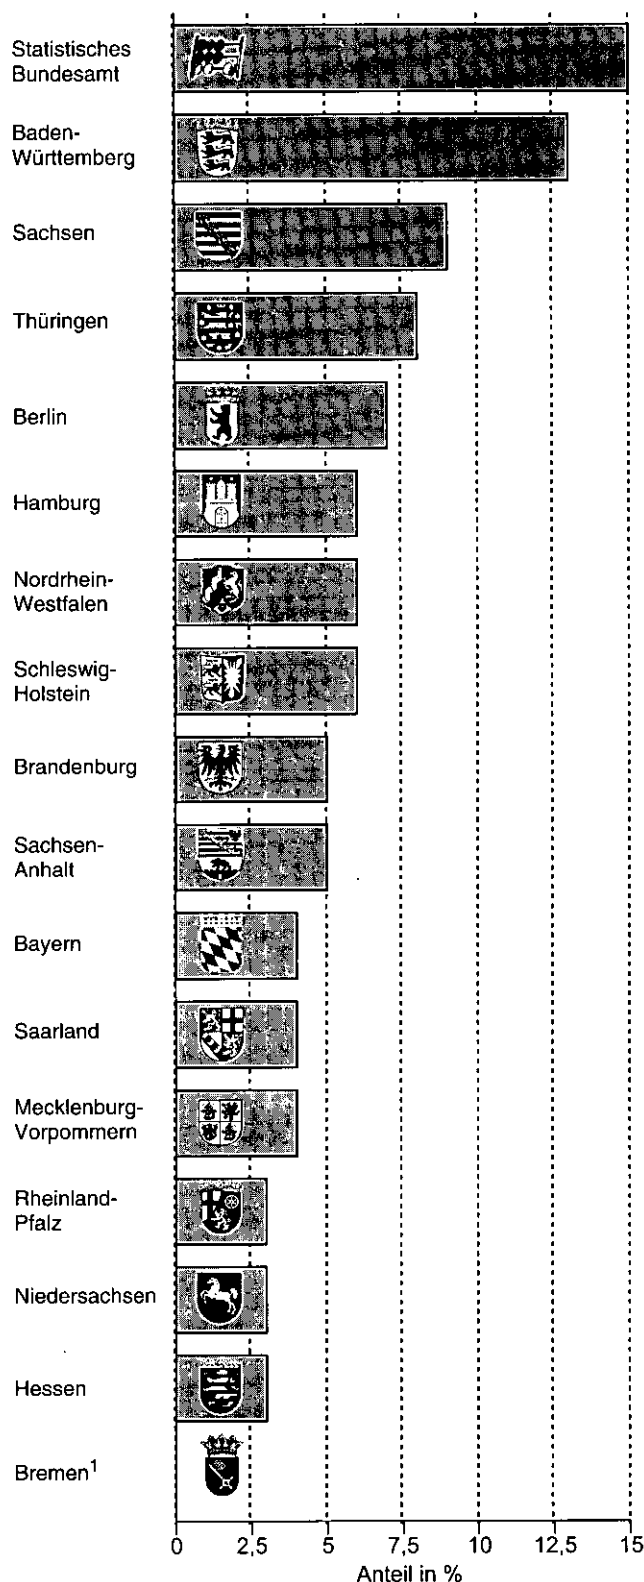 Statistisches
Bundesamt
Baden-
Württemberg
Sachsen
Thüringen
Berlin
Hamburg
Nordrhein-
Westfalen
Schleswig-
Holstein
Brandenburg
Sachsen-
Anhalt
Bayern
Saarland
Mecklenburg-
Vorpommern
Rheinland-
Pfalz
Niedersachsen
Hessen
Bremen¹
0 2,5 5 7,5 10 12,5 15
Anteil in %